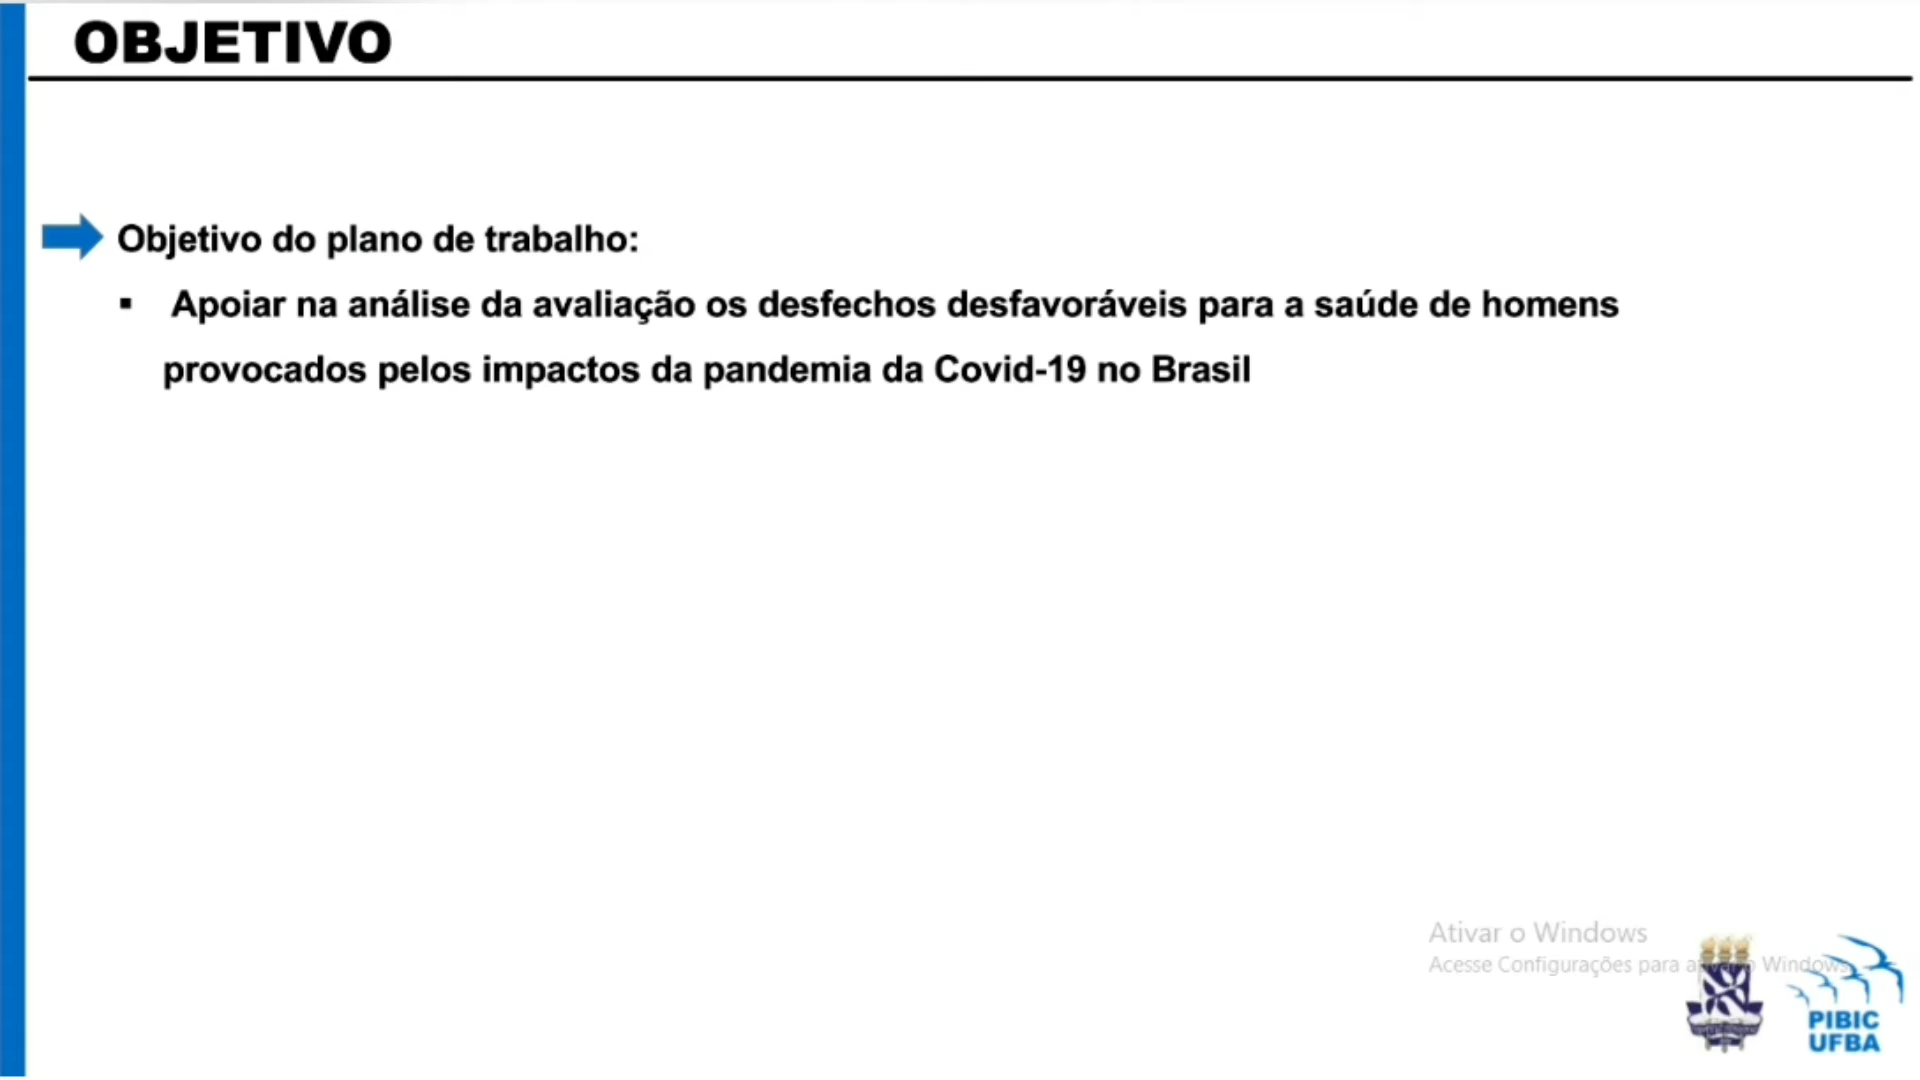 OBJETIVO
Objetivo do plano de trabalho:
▪ Apoiar na análise da avaliação os desfechos desfavoráveis para a saúde de homens
provocados pelos impactos da pandemia da Covid-19 no Brasil
Ativar o Windows
Acesse Configurações para ativar o Windows.
PIBIC
UFBA